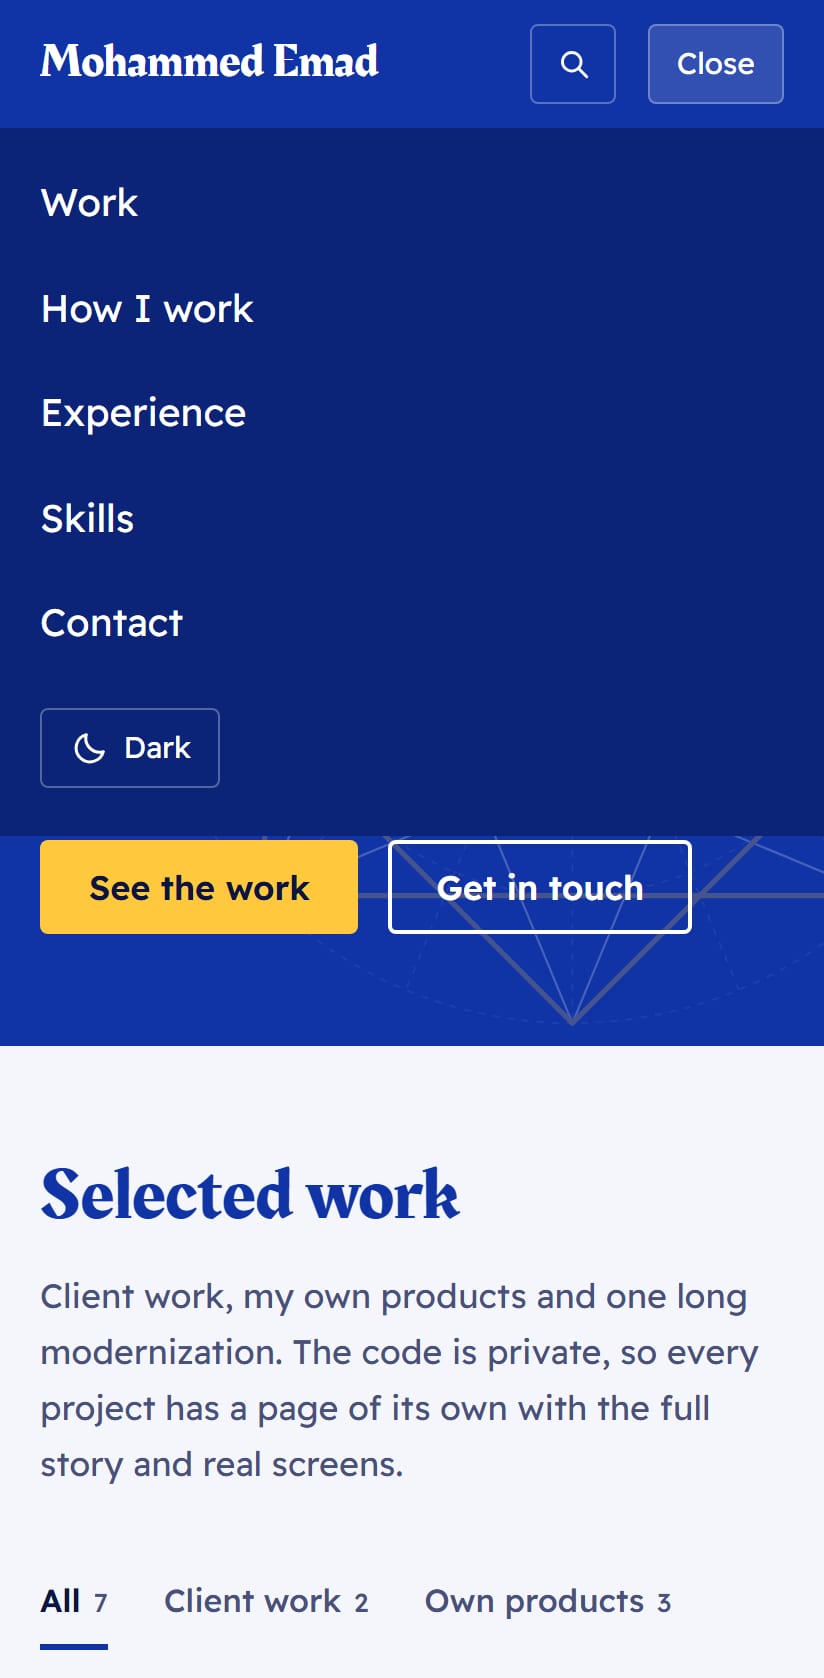 Mohammed Emad
Close
Work
How I work
Experience
Skills
Contact
Dark
See the work
Get in touch
Selected work
Client work, my own products and one long
modernization. The code is private, so every
project has a page of its own with the full
story and real screens.
All 7
Client work 2
Own products 3